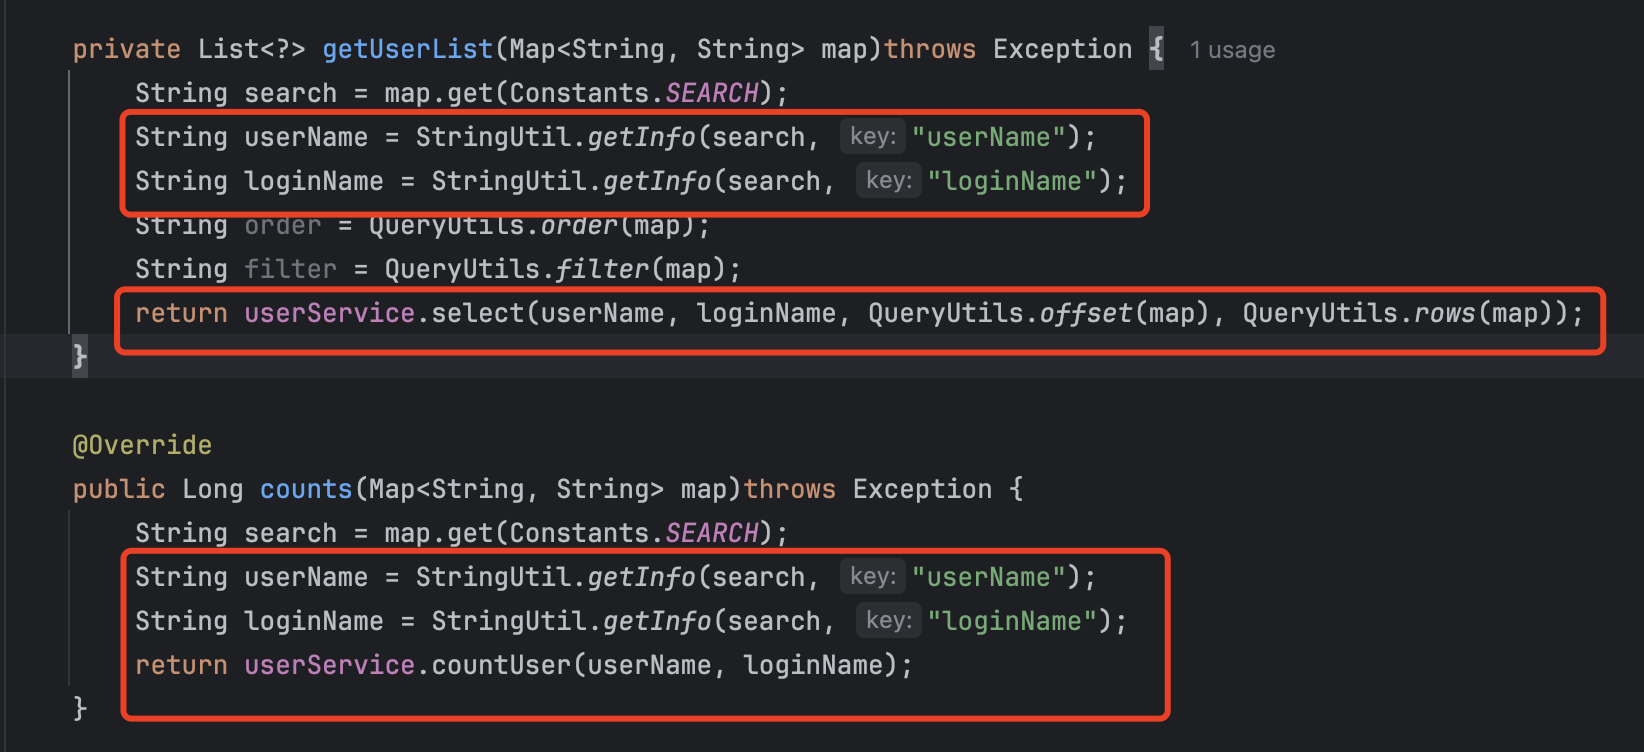 private List<?> getUserList(Map<String, String> map)throws Exception { 1 usage
String search = map.get(Constants.SEARCH);
String userName = StringUtil.getInfo(search, key: "userName");
String loginName = StringUtil.getInfo(search, key: "loginName");
String order = QueryUtils.order(map);
String filter = QueryUtils.filter(map);
return userService.select(userName, loginName, QueryUtils.offset(map), QueryUtils.rows(map));
}
@Override
public Long counts(Map<String, String> map)throws Exception {
String search = map.get(Constants.SEARCH);
String userName = StringUtil.getInfo(search, key: "userName");
String loginName = StringUtil.getInfo(search, key: "loginName");
return userService.countUser(userName, loginName);
}